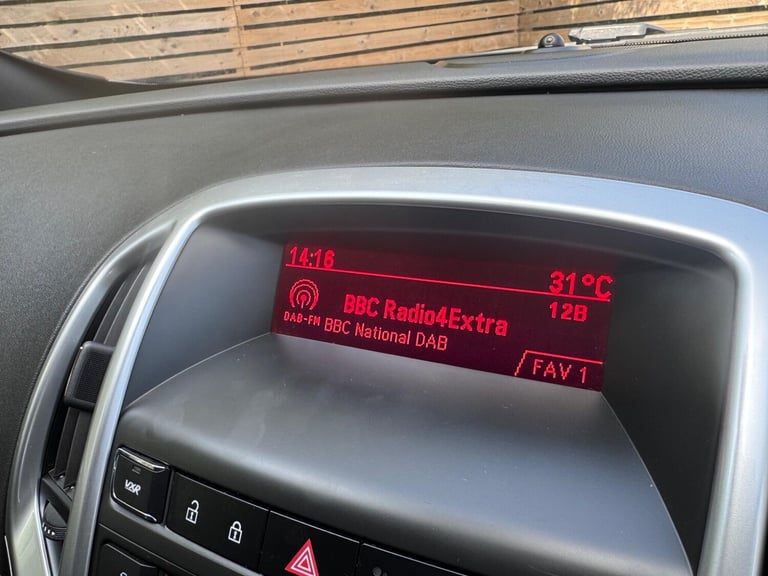 14:16
31°C
12B
BBC Radio4Extra
DAB-FM BBC National DAB
FAV 1
VXR